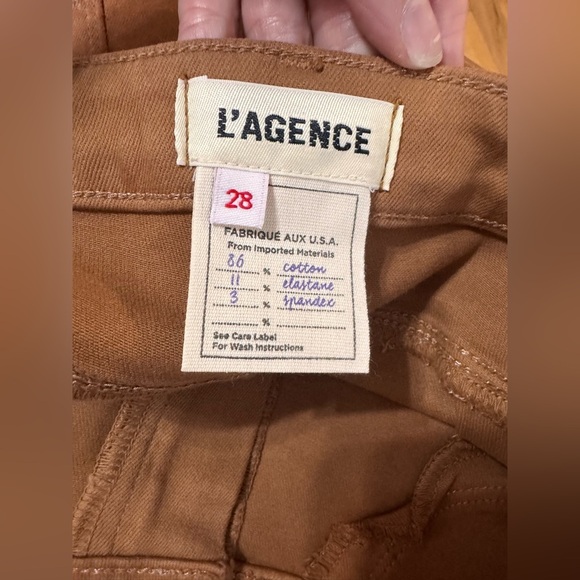 L'AGENCE
28
FABRIQUÉ AUX U.S.A.
From Imported Materials
86 % cotton
11 % elastane
3 % spandex
%
See Care Label
For Wash Instructions